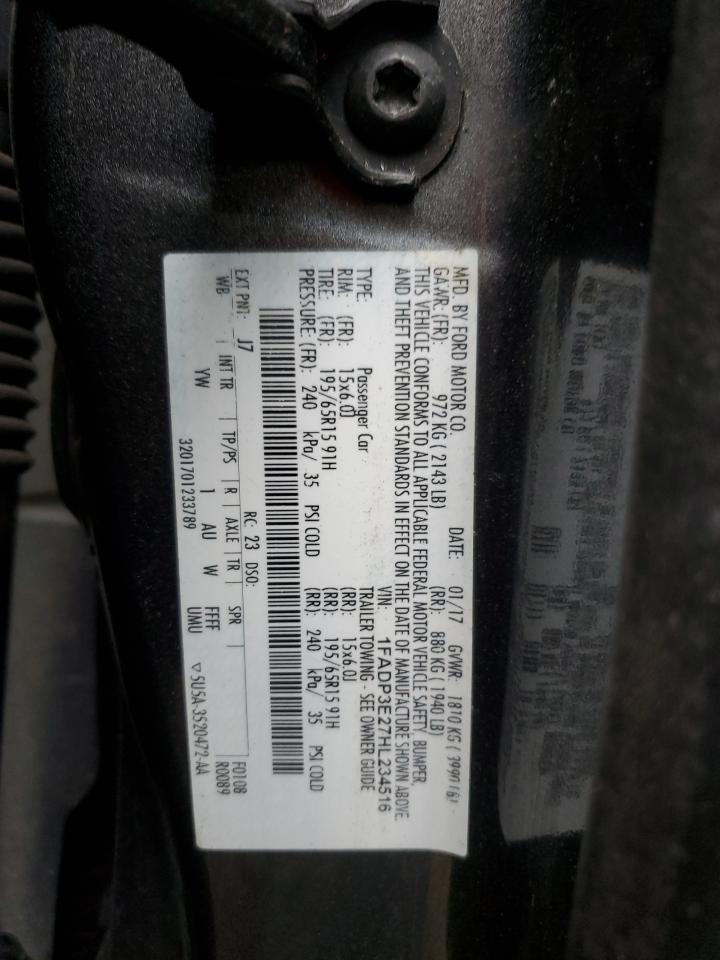 MFD. BY FORD MOTOR CO. DATE: 01/17 GVWR: 1810 KG ( 3990 LB)
GAWR: (FR): 972 KG ( 2143 LB) (RR): 880 KG ( 1940 LB)
THIS VEHICLE CONFORMS TO ALL APPLICABLE FEDERAL MOTOR VEHICLE SAFETY, BUMPER,
AND THEFT PREVENTION STANDARDS IN EFFECT ON THE DATE OF MANUFACTURE SHOWN ABOVE.
VIN: 1FADP3E27HL234516
TYPE: Passenger Car TRAILER TOWING - SEE OWNER GUIDE
RIM: (FR): 15x6.0J (RR): 15x6.0J
TIRE: (FR): 195/65R15 91H (RR): 195/65R15 91H
PRESSURE: (FR): 240 kPa/ 35 PSI COLD (RR): 240 kPa/ 35 PSI COLD
RC: 23 DSO:
EXT PNT: J7 F0108
WB INT TR TP/PS R AXLE TR SPR R0089
YW 1 AU W FFFF
UMU
3201701233789 ▽5U5A-3520472-AA